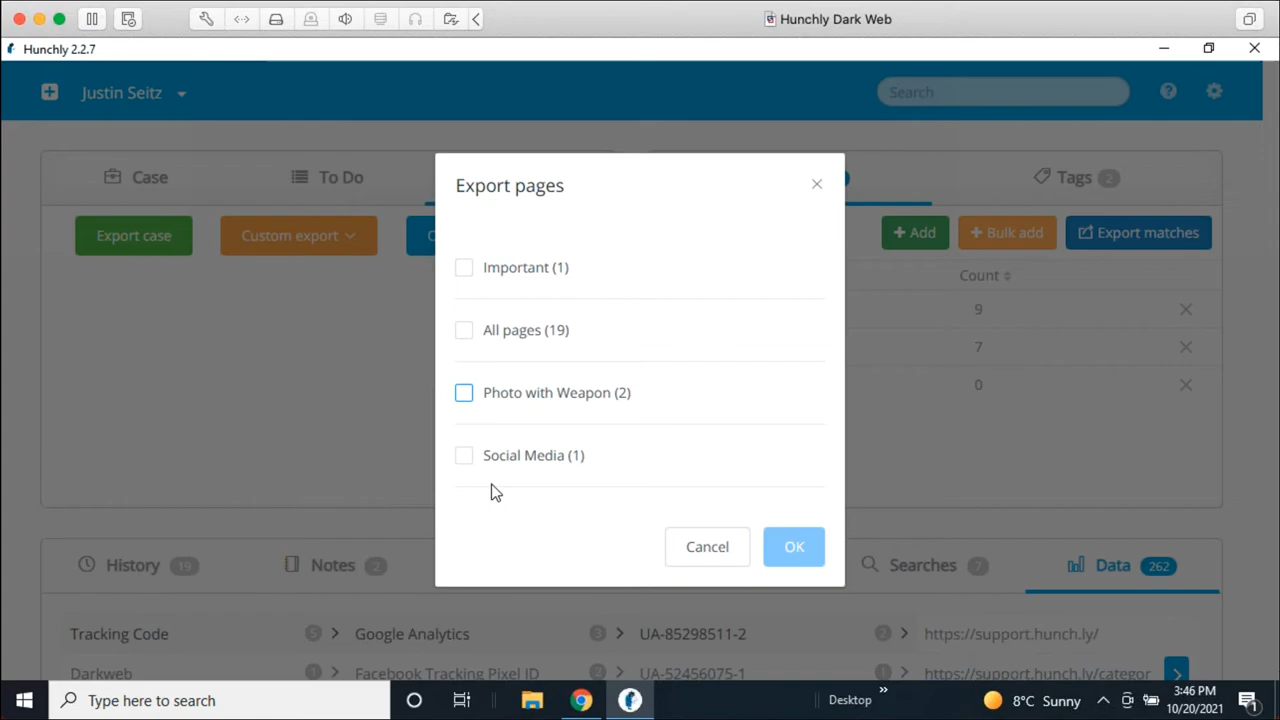 Hunchly Dark Web
Hunchly 2.2.7
Justin Seitz
Search
Case
To Do
Tags 2
Export case
Custom export
+ Add
+ Bulk add
Export matches
Count
9
7
0
Export pages
Important (1)
All pages (19)
Photo with Weapon (2)
Social Media (1)
Cancel
OK
History 19
Notes 2
Searches 7
Data 262
Tracking Code 5 Google Analytics 3 UA-85298511-2 2 https://support.hunch.ly/
Darkweb 1 Facebook Tracking Pixel ID 2 UA-52456075-1 1 https://support.hunch.ly/categor
Type here to search
Desktop
8°C Sunny
3:46 PM
10/20/2021
1